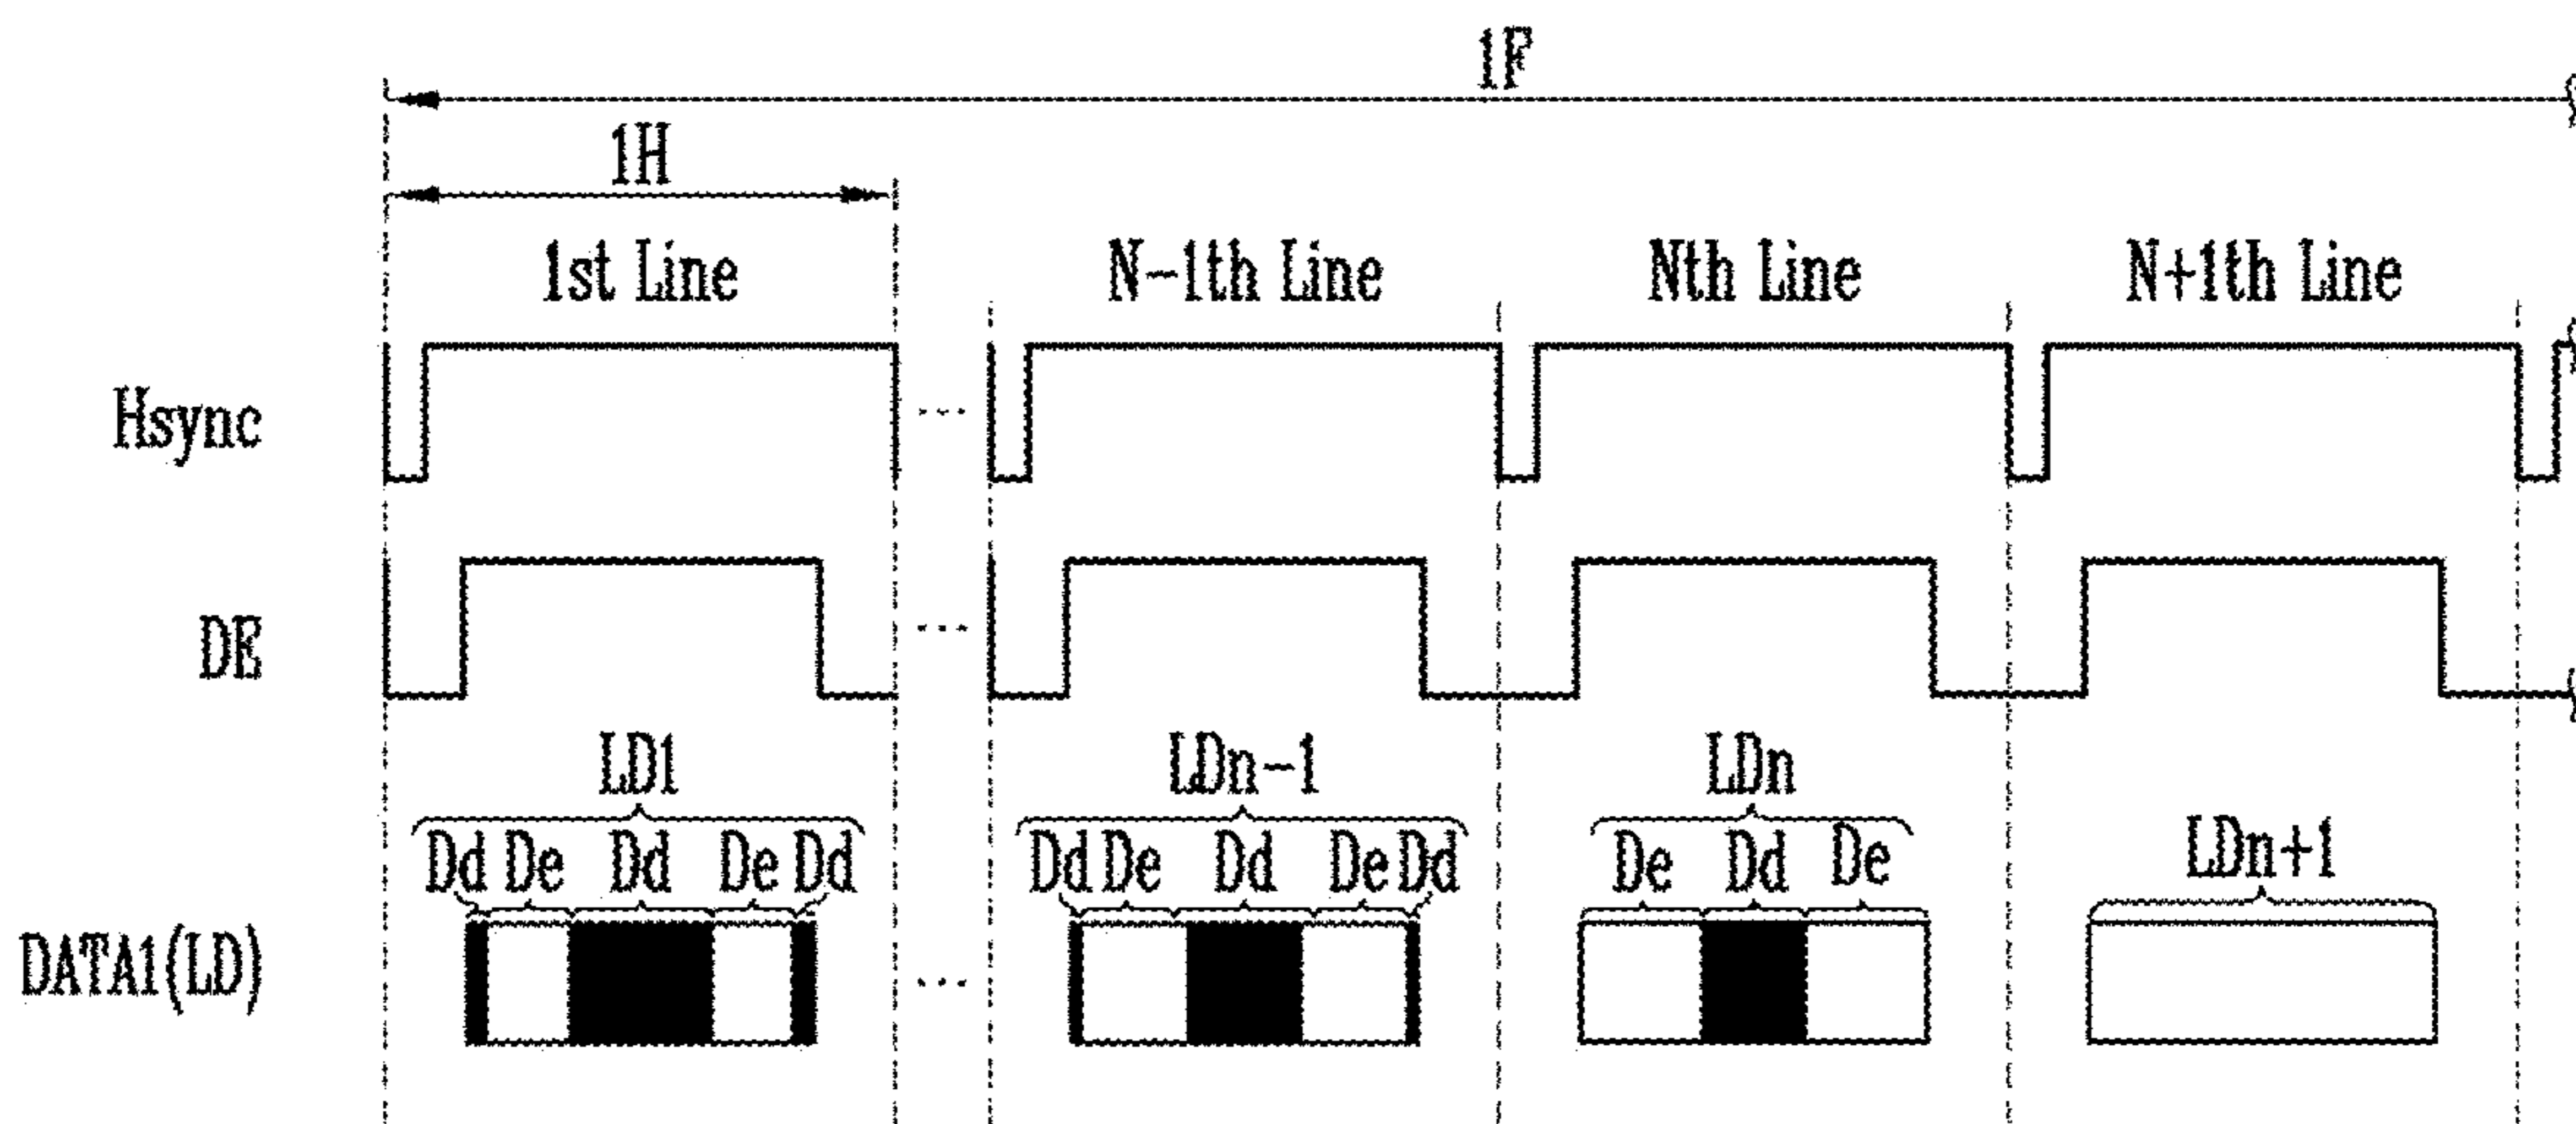 1F
1H
1st Line N-1th Line Nth Line N+1th Line
Hsync ... ...
DE ...
LD1 LDn-1 LDn LDn+1
Dd De Dd De Dd Dd De Dd De Dd De Dd De
DATA1(LD) ...